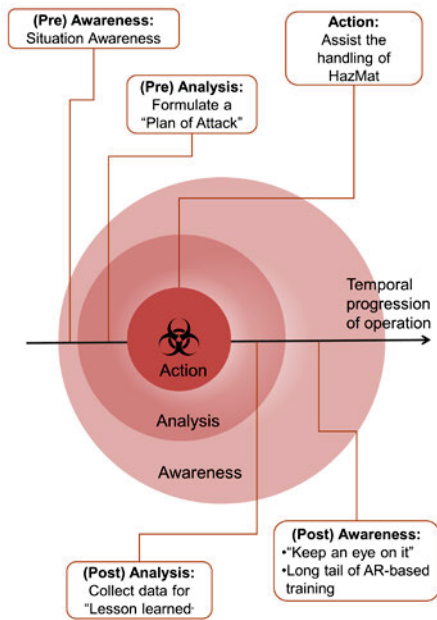 (Pre) Awareness:
Situation Awareness
(Pre) Analysis:
Formulate a
“Plan of Attack”
Action:
Assist the
handling of
HazMat
Temporal
progression
of operation
Action
Analysis
Awareness
(Post) Analysis:
Collect data for
“Lesson learned“
(Post) Awareness:
•“Keep an eye on it”
•Long tail of AR-based
training